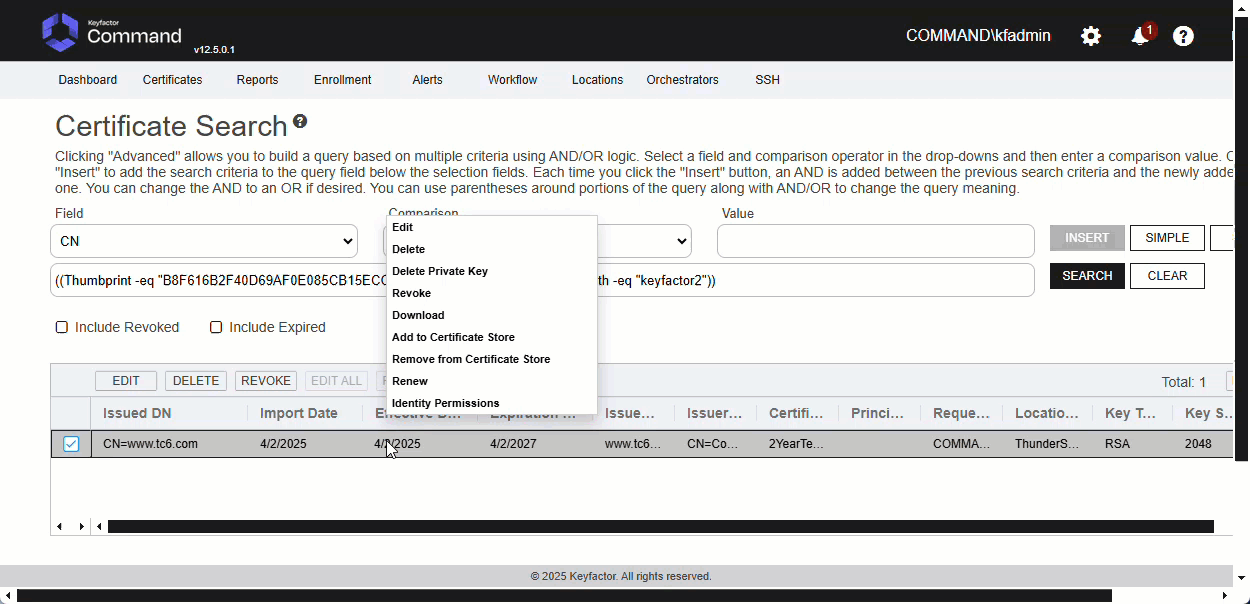 Keyfactor
Command
v12.5.0.1
COMMAND\kfadmin
1
?
Dashboard Certificates Reports Enrollment Alerts Workflow Locations Orchestrators SSH
Certificate Search ?
Clicking "Advanced" allows you to build a query based on multiple criteria using AND/OR logic. Select a field and comparison operator in the drop-downs and then enter a comparison value.
"Insert" to add the search criteria to the query field below the selection fields. Each time you click the "Insert" button, an AND is added between the previous search criteria and the newly adde
one. You can change the AND to an OR if desired. You can use parentheses around portions of the query along with AND/OR to change the query meaning.
Field Comparison Value
CN
INSERT SIMPLE
((Thumbprint -eq "B8F616B2F40D69AF0E085CB15ECC th -eq "keyfactor2"))
SEARCH CLEAR
Include Revoked Include Expired
Edit
Delete
Delete Private Key
Revoke
Download
Add to Certificate Store
Remove from Certificate Store
Renew
Identity Permissions
EDIT DELETE REVOKE EDIT ALL
Total: 1
Issued DN Import Date Effective D... Expiration ... Issue... Issuer... Certifi... Princi... Reque... Locatio... Key T... Key S...
CN=www.tc6.com 4/2/2025 4/2/2025 4/2/2027 www.tc6... CN=Co... 2YearTe... COMMA... ThunderS... RSA 2048
© 2025 Keyfactor. All rights reserved.